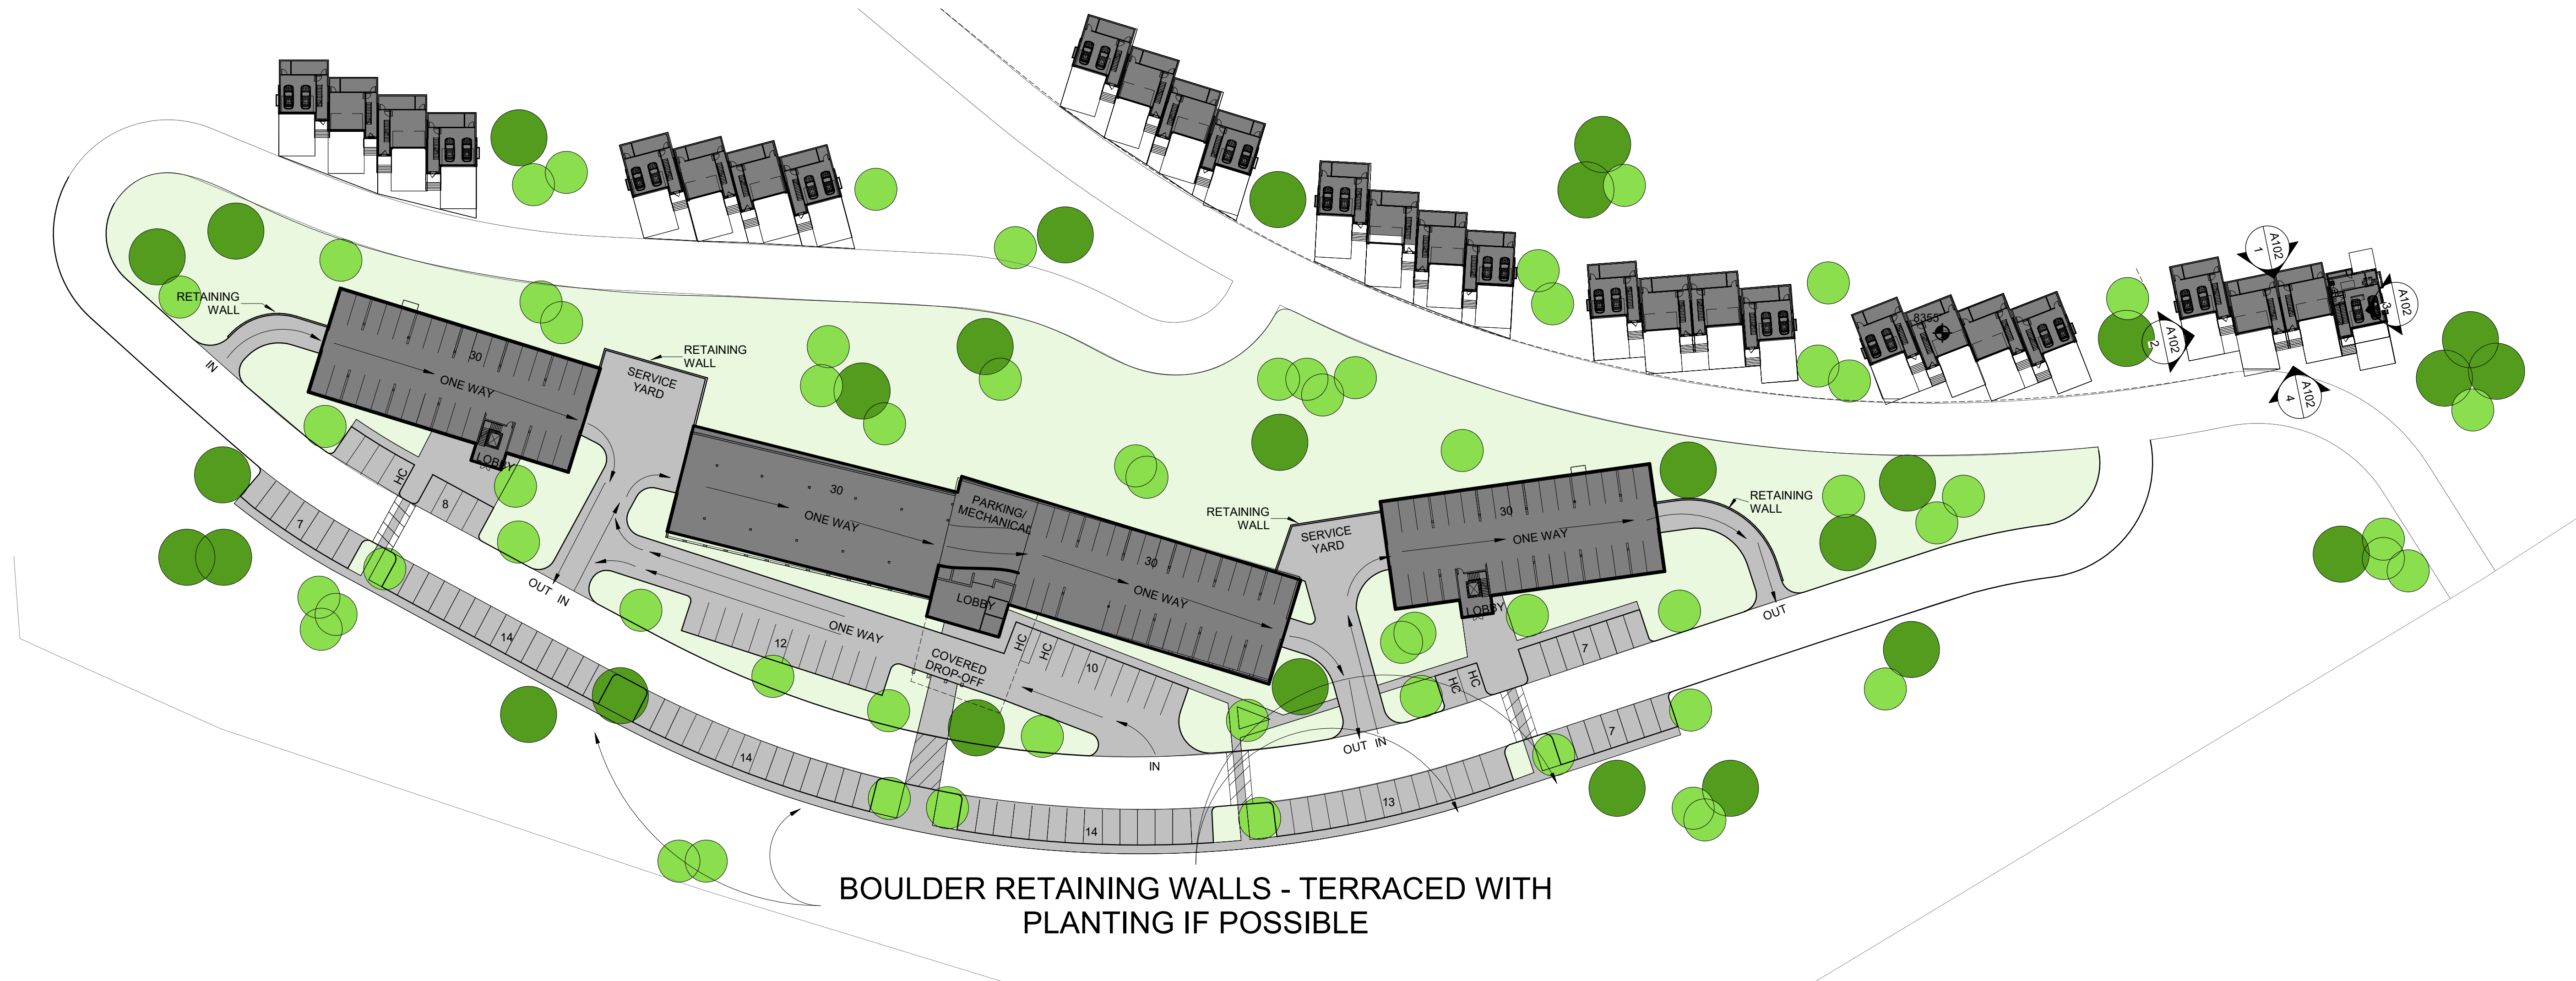 A102
1
A102
3
A102
2
A102
4
8355'
RETAINING
WALL
IN
30
ONE WAY
LOBBY
SERVICE
YARD
RETAINING
WALL
HC
8
7
OUT IN
30
ONE WAY
PARKING/
MECHANICAL
30
ONE WAY
LOBBY
ONE WAY
12
COVERED
DROP-OFF
HC
HC
10
IN
RETAINING
WALL
SERVICE
YARD
30
ONE WAY
LOBBY
RETAINING
WALL
OUT
7
HC
HC
OUT IN
14
14
14
13
7
BOULDER RETAINING WALLS - TERRACED WITH
PLANTING IF POSSIBLE